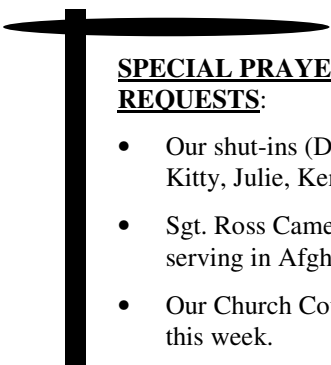 SPECIAL PRAYE
REQUESTS:
• Our shut-ins (D
Kitty, Julie, Ke
• Sgt. Ross Came
serving in Afgh
• Our Church Co
this week.